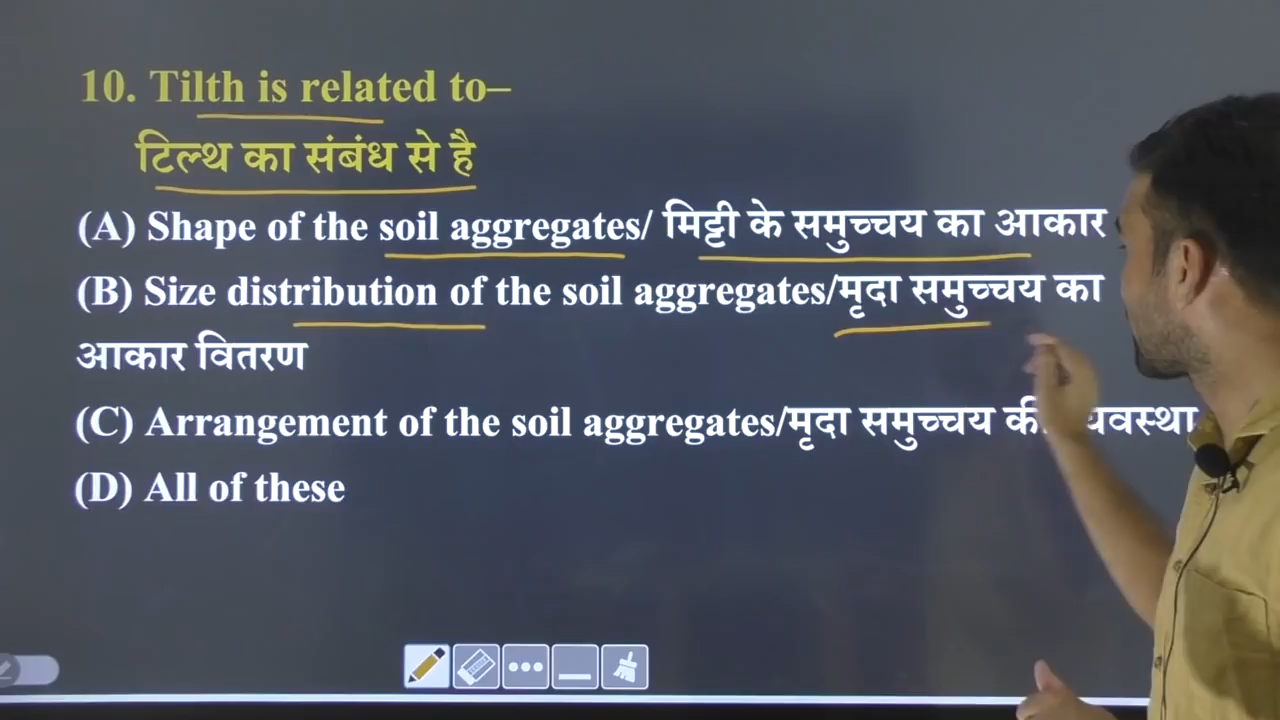 10. Tilth is related to–
टिल्थ का संबंध से है
(A) Shape of the soil aggregates/ मिट्टी के समुच्चय का आकार
(B) Size distribution of the soil aggregates/मृदा समुच्चय का
आकार वितरण
(C) Arrangement of the soil aggregates/मृदा समुच्चय की
(D) All of these